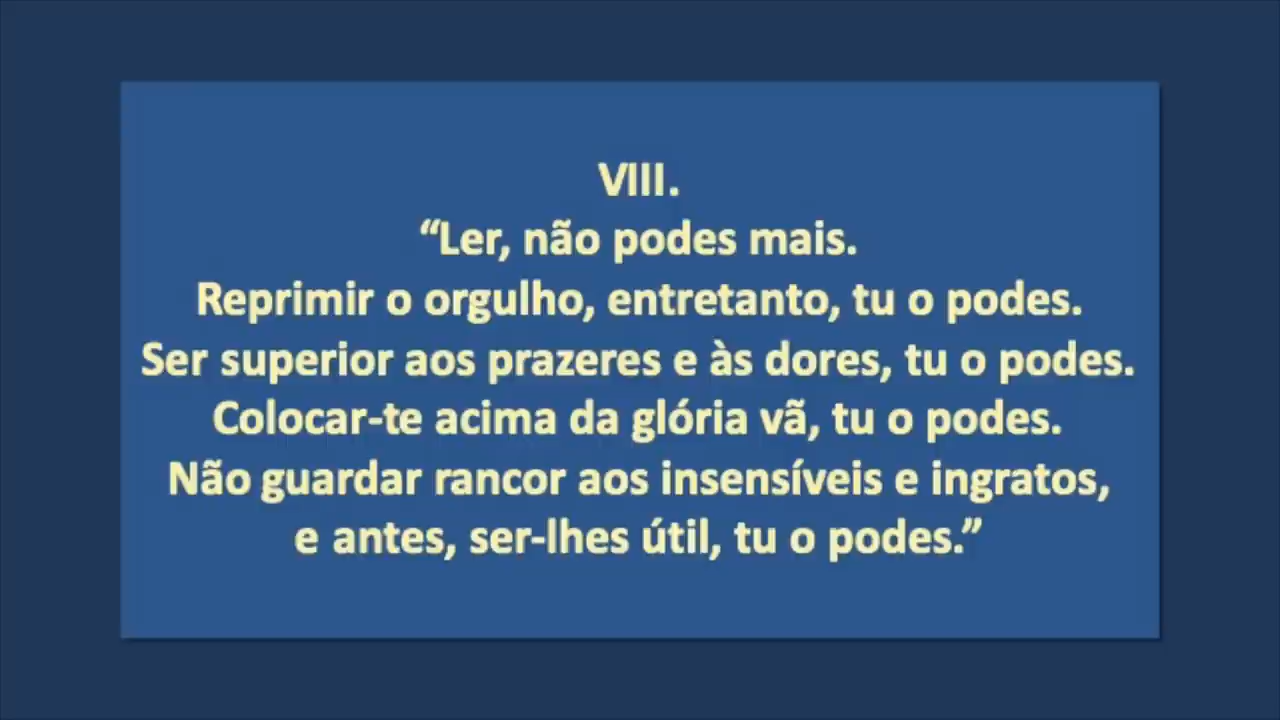 VIII.
“Ler, não podes mais.
Reprimir o orgulho, entretanto, tu o podes.
Ser superior aos prazeres e às dores, tu o podes.
Colocar-te acima da glória vã, tu o podes.
Não guardar rancor aos insensíveis e ingratos,
e antes, ser-lhes útil, tu o podes.”